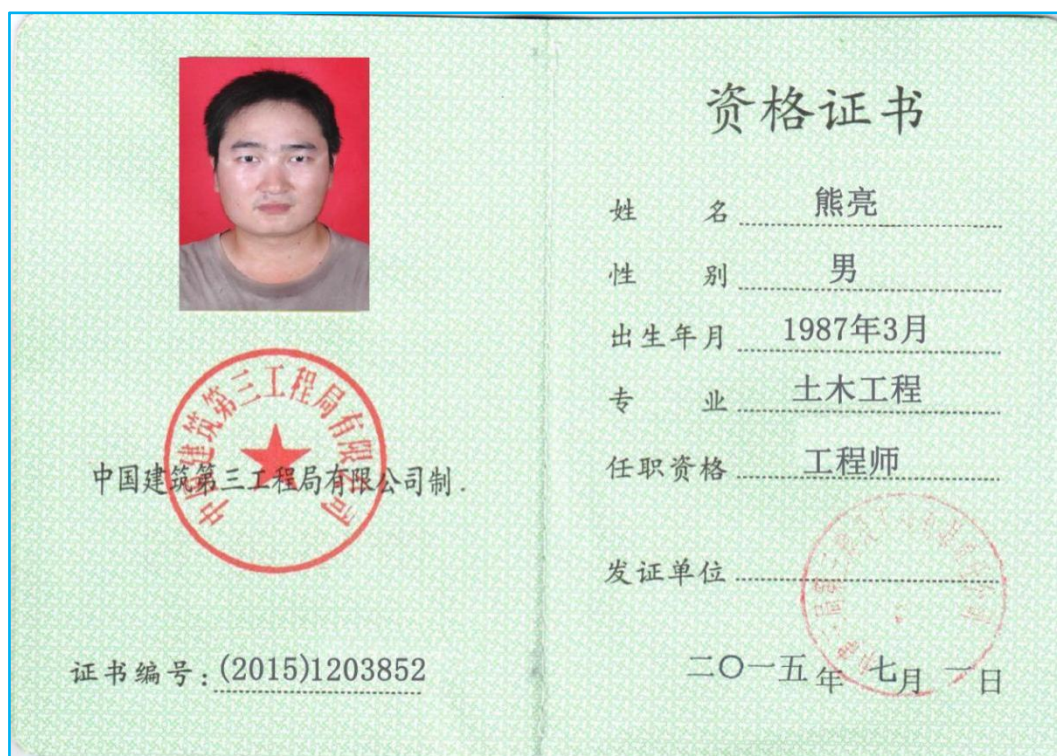 中国建筑第三工程局有限公司
中国建筑第三工程局有限公司制.
证书编号:(2015)1203852
资格证书
姓 名 熊亮
性 别 男
出生年月 1987年3月
专 业 土木工程
任职资格 工程师
发证单位
二〇一五年七月一日